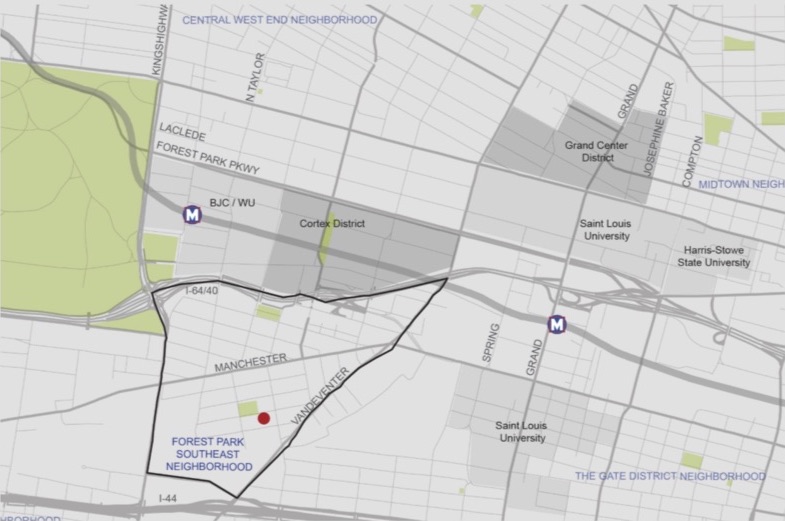 CENTRAL WEST END NEIGHBORHOOD
KINGSHIGHWA
N TAYLOR
GRAND
JOSEPHINE BAKER
COMPTON
LACLEDE
FOREST PARK PKWY
Grand Center
District
MIDTOWN NEIGH
BJC / WU
M
Cortex District
Saint Louis
University
Harris-Stowe
State University
I-64/40
M
SPRING
GRAND
MANCHESTER
VANDEVENTER
FOREST PARK
SOUTHEAST
NEIGHBORHOOD
Saint Louis
University
THE GATE DISTRICT NEIGHBORHOOD
I-44
HBORHOOD